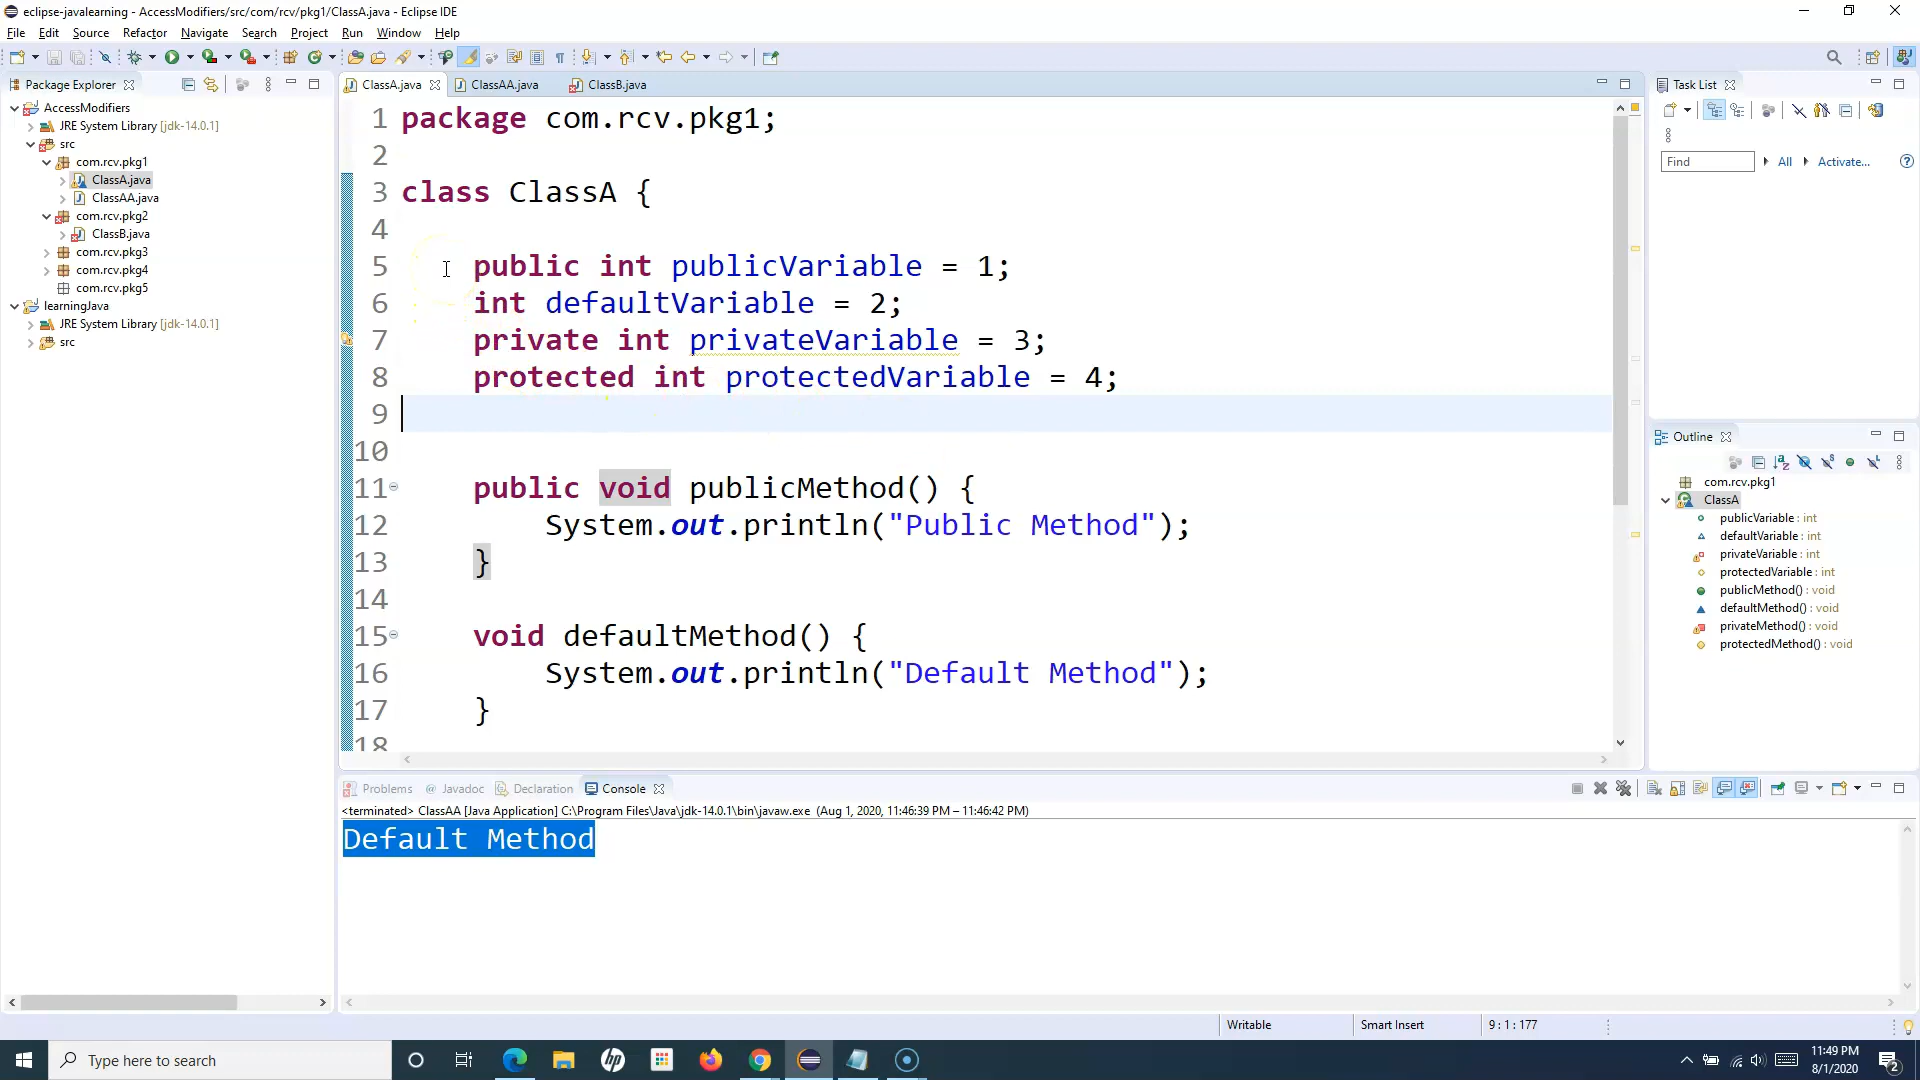 eclipse-javalearning - AccessModifiers/src/com/rcv/pkg1/ClassA.java - Eclipse IDE
File Edit Source Refactor Navigate Search Project Run Window Help
Package Explorer
AccessModifiers
JRE System Library [jdk-14.0.1]
src
com.rcv.pkg1
ClassA.java
ClassAA.java
com.rcv.pkg2
ClassB.java
com.rcv.pkg3
com.rcv.pkg4
com.rcv.pkg5
learningJava
JRE System Library [jdk-14.0.1]
src
ClassA.java ClassAA.java ClassB.java
1 package com.rcv.pkg1;
2
3 class ClassA {
4
5 public int publicVariable = 1;
6 int defaultVariable = 2;
7 private int privateVariable = 3;
8 protected int protectedVariable = 4;
9
10
11 public void publicMethod() {
12 System.out.println("Public Method");
13 }
14
15 void defaultMethod() {
16 System.out.println("Default Method");
17 }
18
Task List
Find All Activate...
Outline
com.rcv.pkg1
ClassA
publicVariable : int
defaultVariable : int
privateVariable : int
protectedVariable : int
publicMethod() : void
defaultMethod() : void
privateMethod() : void
protectedMethod() : void
Problems @ Javadoc Declaration Console
<terminated> ClassAA [Java Application] C:\Program Files\Java\jdk-14.0.1\bin\javaw.exe (Aug 1, 2020, 11:46:39 PM – 11:46:42 PM)
Default Method
Writable Smart Insert 9 : 1 : 177
Type here to search
hp
11:49 PM
8/1/2020
2